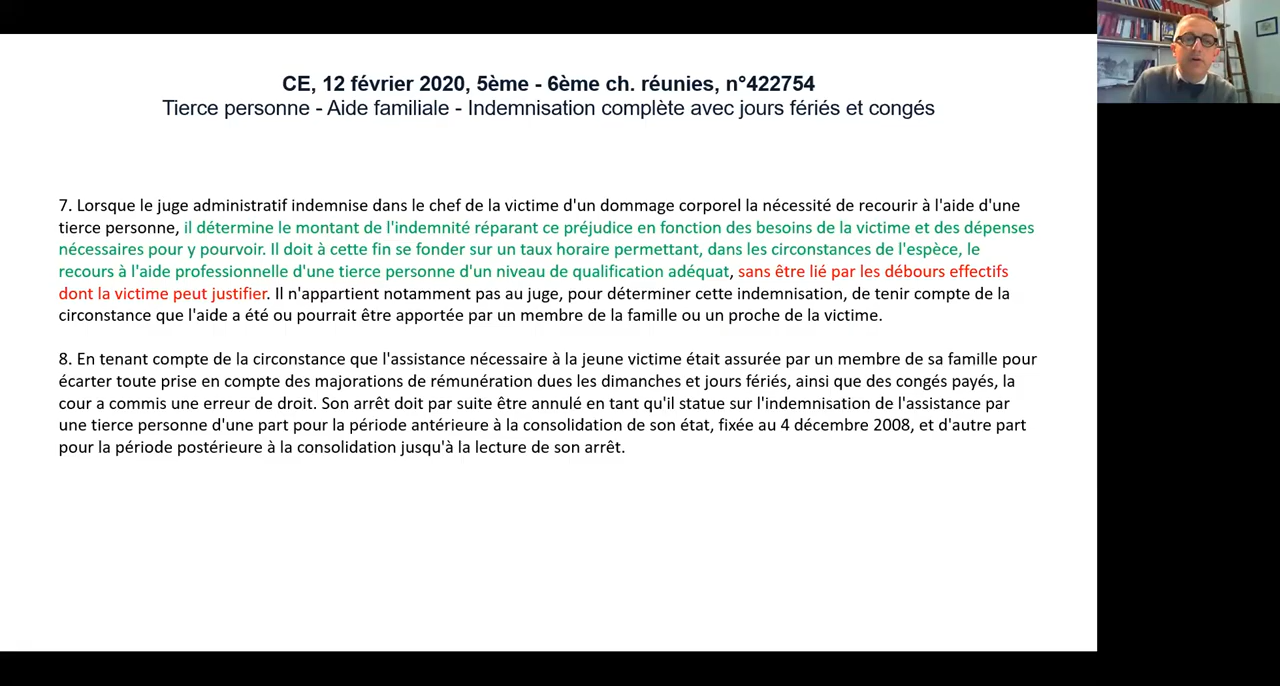 CE, 12 février 2020, 5ème - 6ème ch. réunies, n°422754
Tierce personne - Aide familiale - Indemnisation complète avec jours fériés et congés
7. Lorsque le juge administratif indemnise dans le chef de la victime d'un dommage corporel la nécessité de recourir à l'aide d'une
tierce personne, il détermine le montant de l'indemnité réparant ce préjudice en fonction des besoins de la victime et des dépenses
nécessaires pour y pourvoir. Il doit à cette fin se fonder sur un taux horaire permettant, dans les circonstances de l'espèce, le
recours à l'aide professionnelle d'une tierce personne d'un niveau de qualification adéquat, sans être lié par les débours effectifs
dont la victime peut justifier. Il n'appartient notamment pas au juge, pour déterminer cette indemnisation, de tenir compte de la
circonstance que l'aide a été ou pourrait être apportée par un membre de la famille ou un proche de la victime.
8. En tenant compte de la circonstance que l'assistance nécessaire à la jeune victime était assurée par un membre de sa famille pour
écarter toute prise en compte des majorations de rémunération dues les dimanches et jours fériés, ainsi que des congés payés, la
cour a commis une erreur de droit. Son arrêt doit par suite être annulé en tant qu'il statue sur l'indemnisation de l'assistance par
une tierce personne d'une part pour la période antérieure à la consolidation de son état, fixée au 4 décembre 2008, et d'autre part
pour la période postérieure à la consolidation jusqu'à la lecture de son arrêt.